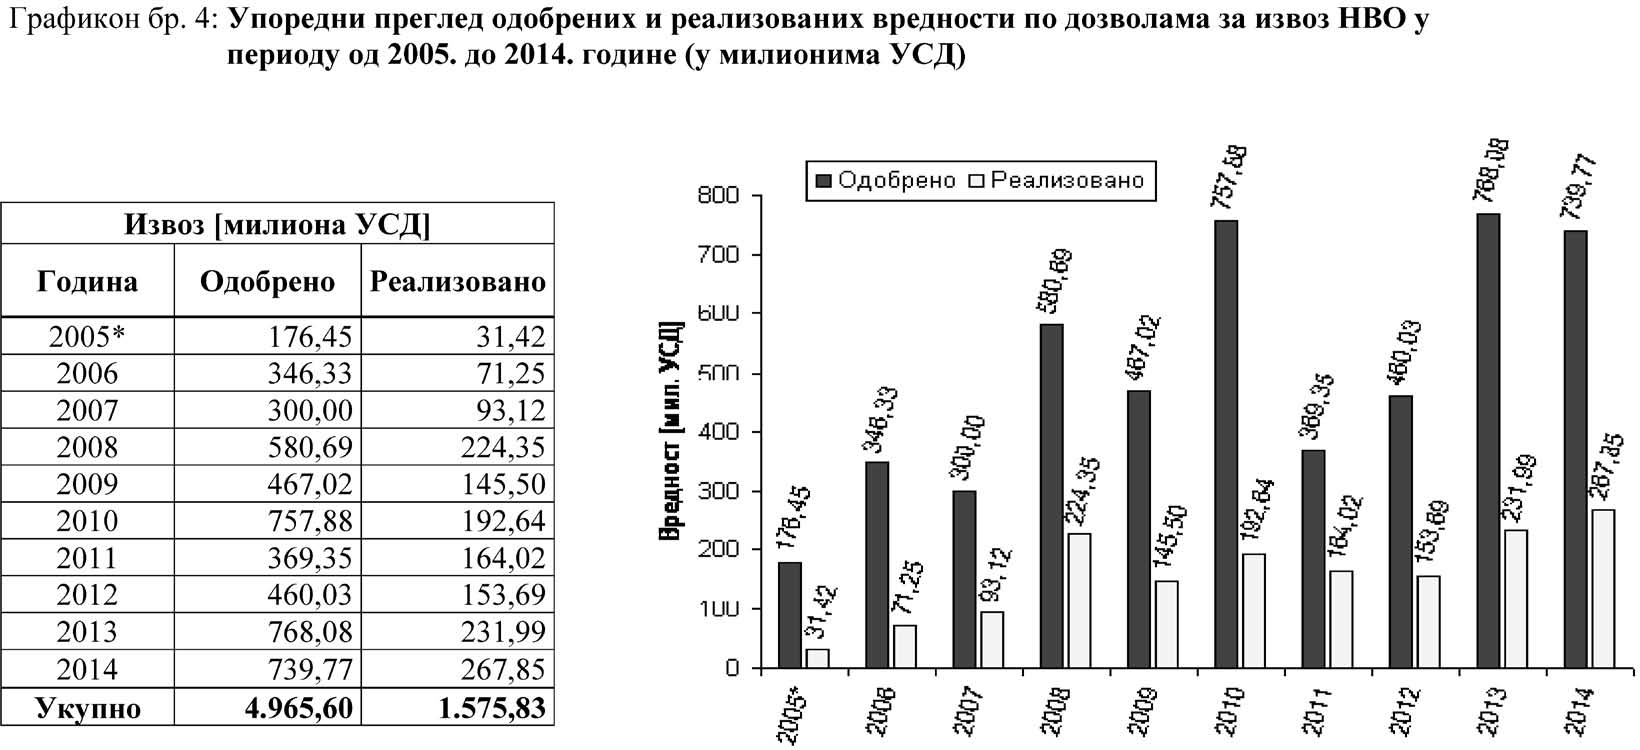 Графикон бр. 4: Упоредни преглед одобрених и реализованих вредности по дозволама за извоз НВО у
периоду од 2005. до 2014. године (у милионима УСД)
Извоз [милиона УСД]
Година Одобрено Реализовано
2005* 176,45 31,42
2006 346,33 71,25
2007 300,00 93,12
2008 580,69 224,35
2009 467,02 145,50
2010 757,88 192,64
2011 369,35 164,02
2012 460,03 153,69
2013 768,08 231,99
2014 739,77 267,85
Укупно 4.965,60 1.575,83
Одобрено Реализовано
Вредност [мил. УСД]
800
700
600
500
400
300
200
100
0
176,45 31,42 346,33 71,25 300,00 93,12 580,69 224,35 467,02 145,50 757,88 192,64 369,35 164,02 460,03 153,69 768,08 231,99 739,77 267,85
2005* 2006 2007 2008 2009 2010 2011 2012 2013 2014